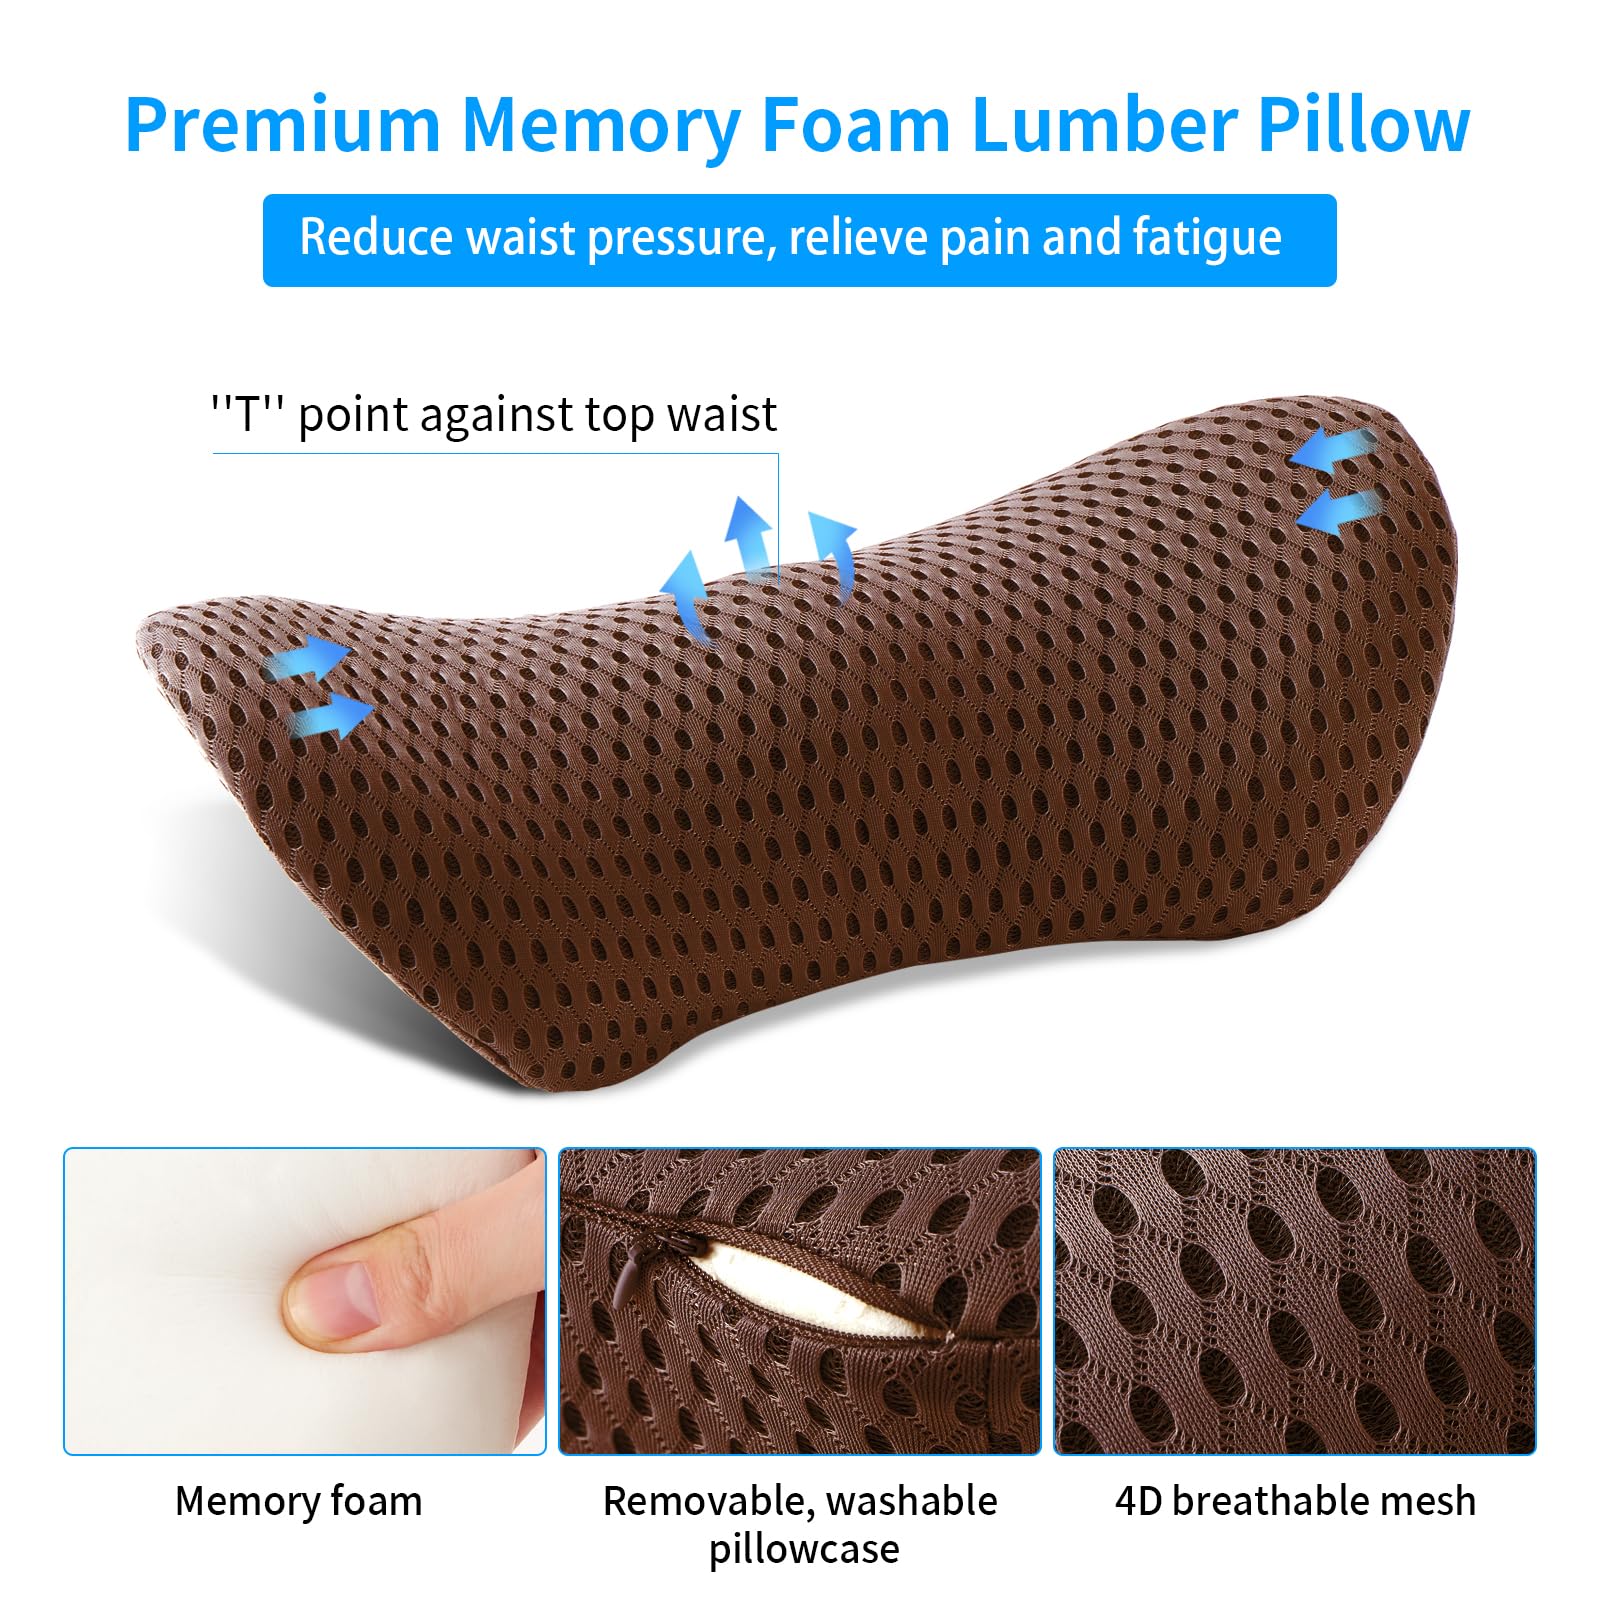 Premium Memory Foam Lumber Pillow
Reduce waist pressure, relieve pain and fatigue
''T'' point against top waist
Memory foam
Removable, washable
pillowcase
4D breathable mesh